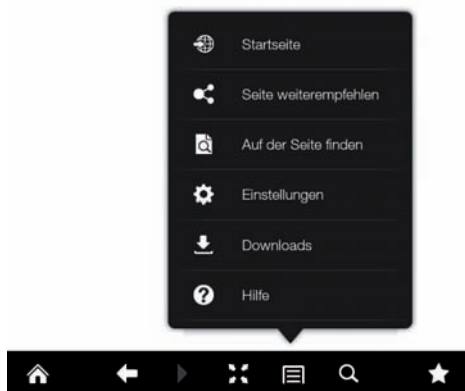 Startseite
Seite weiterempfehlen
Auf der Seite finden
Einstellungen
Downloads
Hilfe